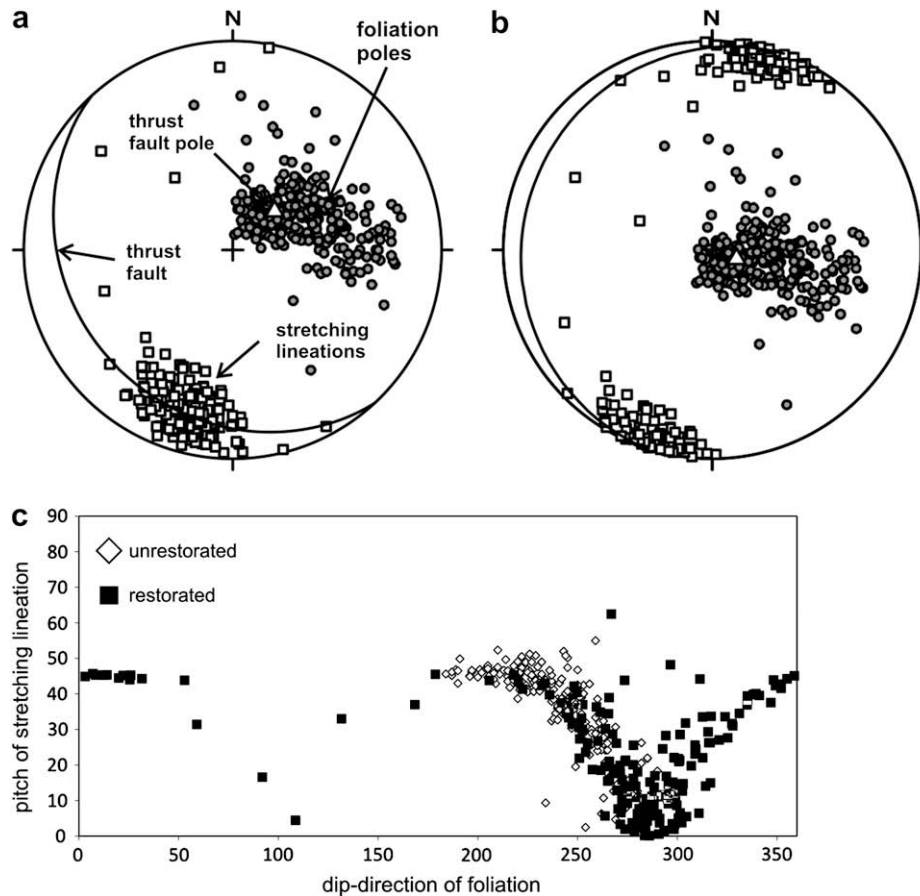 a
N
foliation
poles
thrust
fault pole
thrust
fault
stretching
lineations
b
N
c
90
80
70
60
50
40
30
20
10
0
pitch of stretching lineation
unrestorated
restorated
0 50 100 150 200 250 300 350
dip-direction of foliation